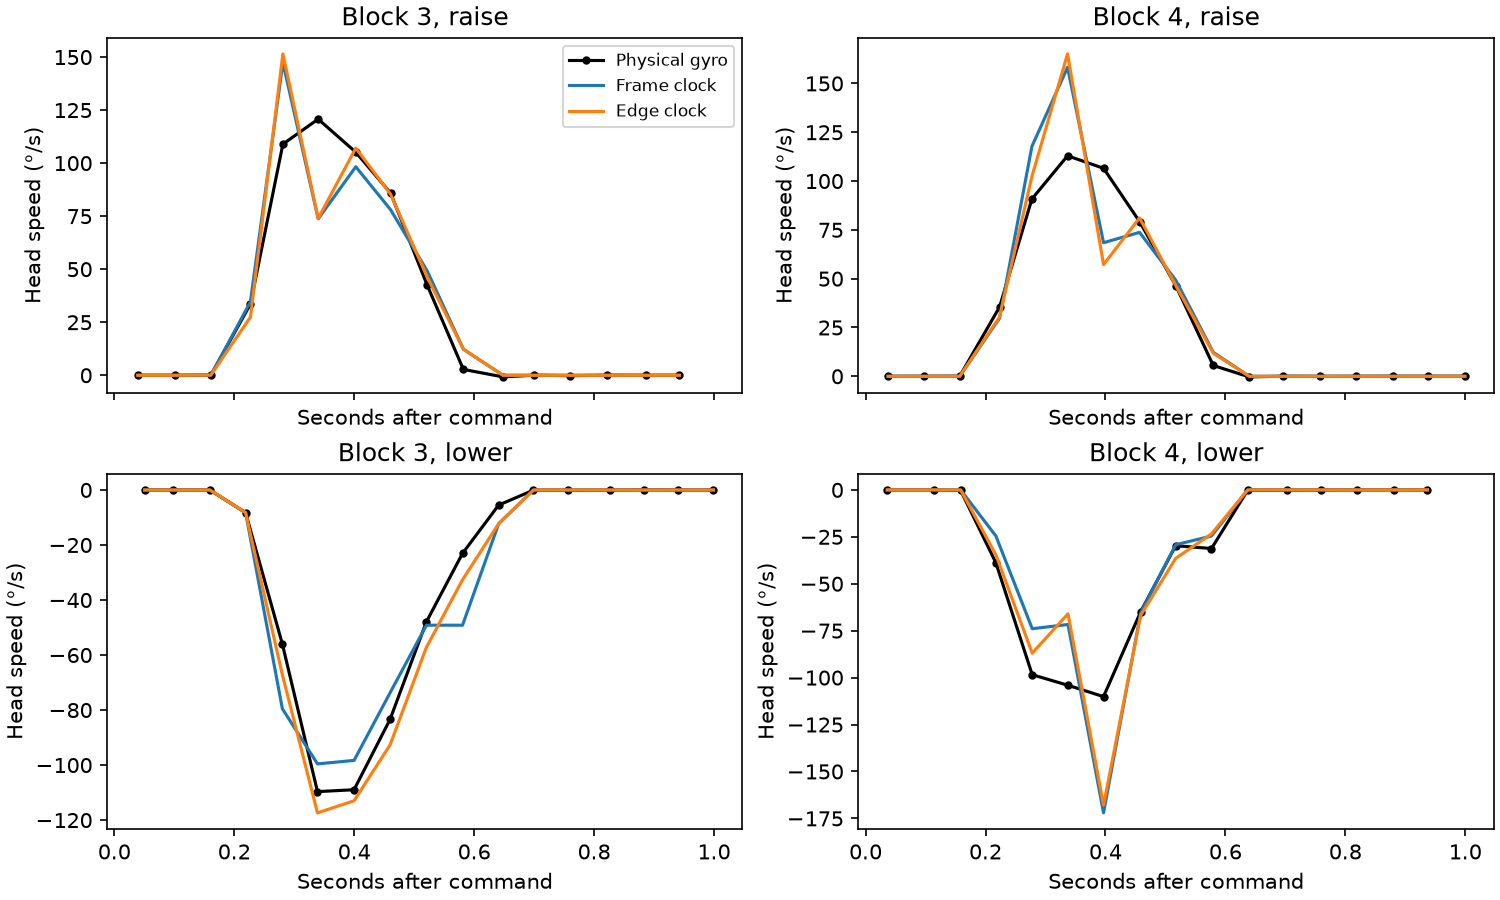 Block 3, raise
Head speed (°/s)
150
125
100
75
50
25
0
Physical gyro
Frame clock
Edge clock
Seconds after command
Block 4, raise
Head speed (°/s)
150
125
100
75
50
25
0
Seconds after command
Block 3, lower
Head speed (°/s)
0
−20
−40
−60
−80
−100
−120
0.0 0.2 0.4 0.6 0.8 1.0
Seconds after command
Block 4, lower
Head speed (°/s)
0
−25
−50
−75
−100
−125
−150
−175
0.0 0.2 0.4 0.6 0.8 1.0
Seconds after command